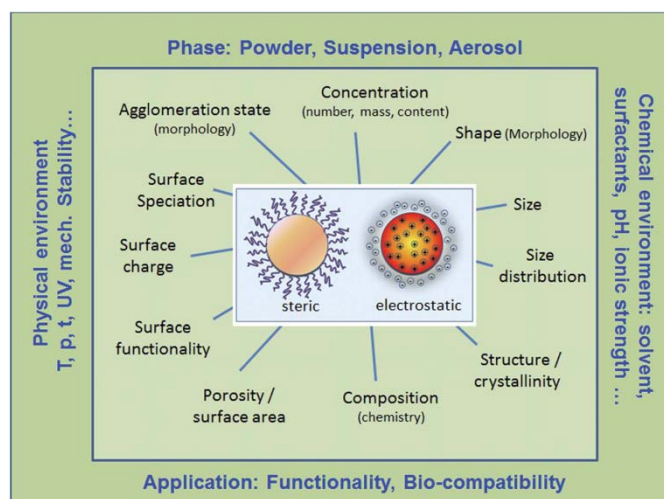 Phase: Powder, Suspension, Aerosol
Concentration
(number, mass, content)
Agglomeration state
(morphology)
Shape (Morphology)
Surface
Speciation
Size
Surface
charge
Size
distribution
steric
electrostatic
Surface
functionality
Structure /
crystallinity
Porosity /
surface area
Composition
(chemistry)
Physical environment
T, p, t, UV, mech. Stability...
Chemical environment: solvent,
surfactants, pH, ionic strength ...
Application: Functionality, Bio-compatibility